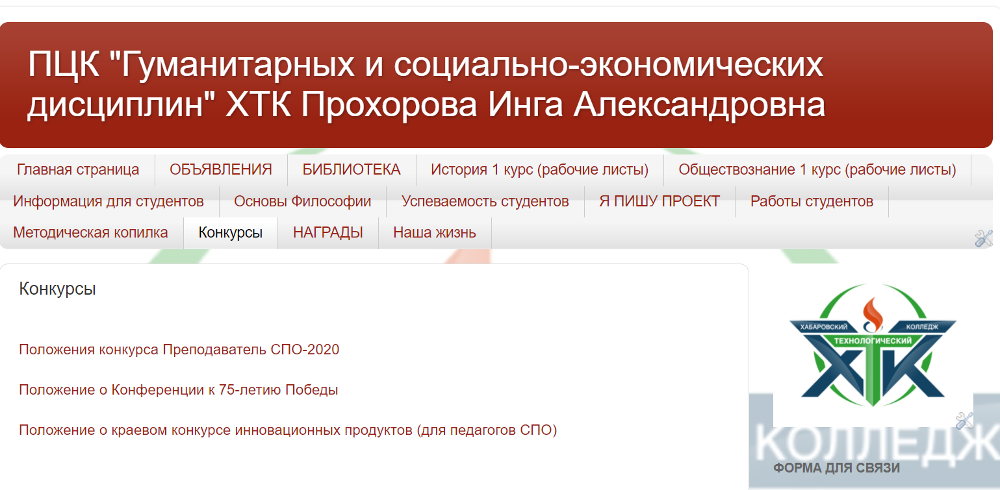 ПЦК "Гуманитарных и социально-экономических
дисциплин" ХТК Прохорова Инга Александровна
Главная страница ОБЪЯВЛЕНИЯ БИБЛИОТЕКА История 1 курс (рабочие листы) Обществознание 1 курс (рабочие листы)
Информация для студентов Основы Философии Успеваемость студентов Я ПИШУ ПРОЕКТ Работы студентов
Методическая копилка Конкурсы НАГРАДЫ Наша жизнь
Конкурсы
Положения конкурса Преподаватель СПО-2020
Положение о Конференции к 75-летию Победы
Положение о краевом конкурсе инновационных продуктов (для педагогов СПО)
ХАБАРОВСКИЙ КОЛЛЕДЖ
ТЕХНОЛОГИЧЕСКИЙ
ХТК
КОЛЛЕДЖ
ФОРМА ДЛЯ СВЯЗИ